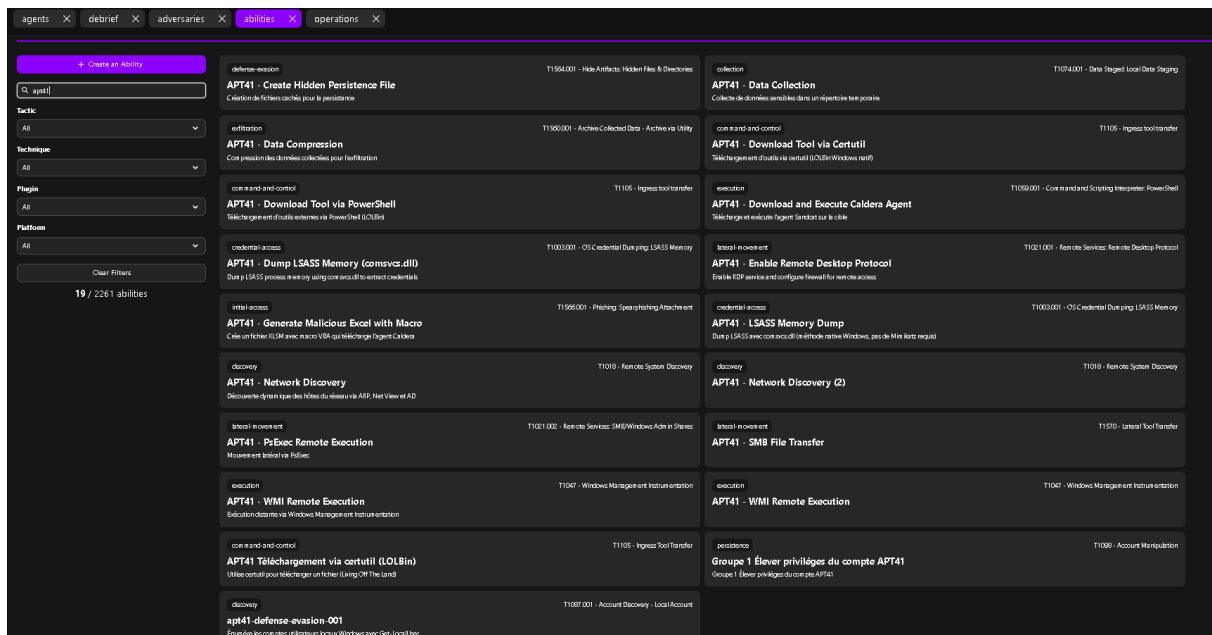 agents × debrief × adversaries × abilities × operations ×
+ Create an Ability
apt41
Tactic
All
Technique
All
Plugin
All
Platform
All
Clear Filters
19 / 2261 abilities
defense-evasion T1564.001 - Hide Artifacts: Hidden Files & Directories
APT41 - Create Hidden Persistence File
Création de fichiers cachés pour la persistance
collection T1074.001 - Data Staged: Local Data Staging
APT41 - Data Collection
Collecte de données sensibles dans un répertoire temporaire
exfiltration T1560.001 - Archive Collected Data - Archive via Utility
APT41 - Data Compression
Compression des données collectées pour l'exfiltration
command-and-control T1105 - Ingress tool transfer
APT41 - Download Tool via Certutil
Téléchargement d'outils via certutil (LOLBin Windows natif)
command-and-control T1105 - Ingress tool transfer
APT41 - Download Tool via PowerShell
Téléchargement d'outils externes via PowerShell (LOLBin)
execution T1059.001 - Command and Scripting Interpreter: PowerShell
APT41 - Download and Execute Caldera Agent
Télécharge et exécute l'agent Sandcat sur la cible
credential-access T1003.001 - OS Credential Dumping: LSASS Memory
APT41 - Dump LSASS Memory (comsvcs.dll)
Dump LSASS process memory using comsvcs.dll to extract credentials
lateral-movement T1021.001 - Remote Services: Remote Desktop Protocol
APT41 - Enable Remote Desktop Protocol
Enable RDP service and configure firewall for remote access
initial-access T1566.001 - Phishing: Spearphishing Attachment
APT41 - Generate Malicious Excel with Macro
Crée un fichier XLSM avec macro VBA qui télécharge l'agent Caldera
credential-access T1003.001 - OS Credential Dumping: LSASS Memory
APT41 - LSASS Memory Dump
Dump LSASS avec comsvcs.dll (méthode native Windows, pas de Mimikatz requis)
discovery T1018 - Remote System Discovery
APT41 - Network Discovery
Découverte dynamique des hôtes du réseau via ARP, Net View et AD
discovery T1018 - Remote System Discovery
APT41 - Network Discovery (2)
lateral-movement T1021.002 - Remote Services: SMB/Windows Admin Shares
APT41 - PsExec Remote Execution
Mouvement latéral via PsExec
lateral-movement T1570 - Lateral Tool Transfer
APT41 - SMB File Transfer
execution T1047 - Windows Management Instrumentation
APT41 - WMI Remote Execution
Exécution distante via Windows Management Instrumentation
execution T1047 - Windows Management Instrumentation
APT41 - WMI Remote Execution
command-and-control T1105 - Ingress Tool Transfer
APT41 Téléchargement via certutil (LOLBin)
Utilise certutil pour télécharger un fichier (Living Off The Land)
persistence T1098 - Account Manipulation
Groupe 1 Élever privilèges du compte APT41
Groupe 1 Élever privilèges du compte APT41
discovery T1087.001 - Account Discovery - Local Account
apt41-defense-evasion-001
Énumère les comptes utilisateurs locaux Windows avec Get-LocalUser